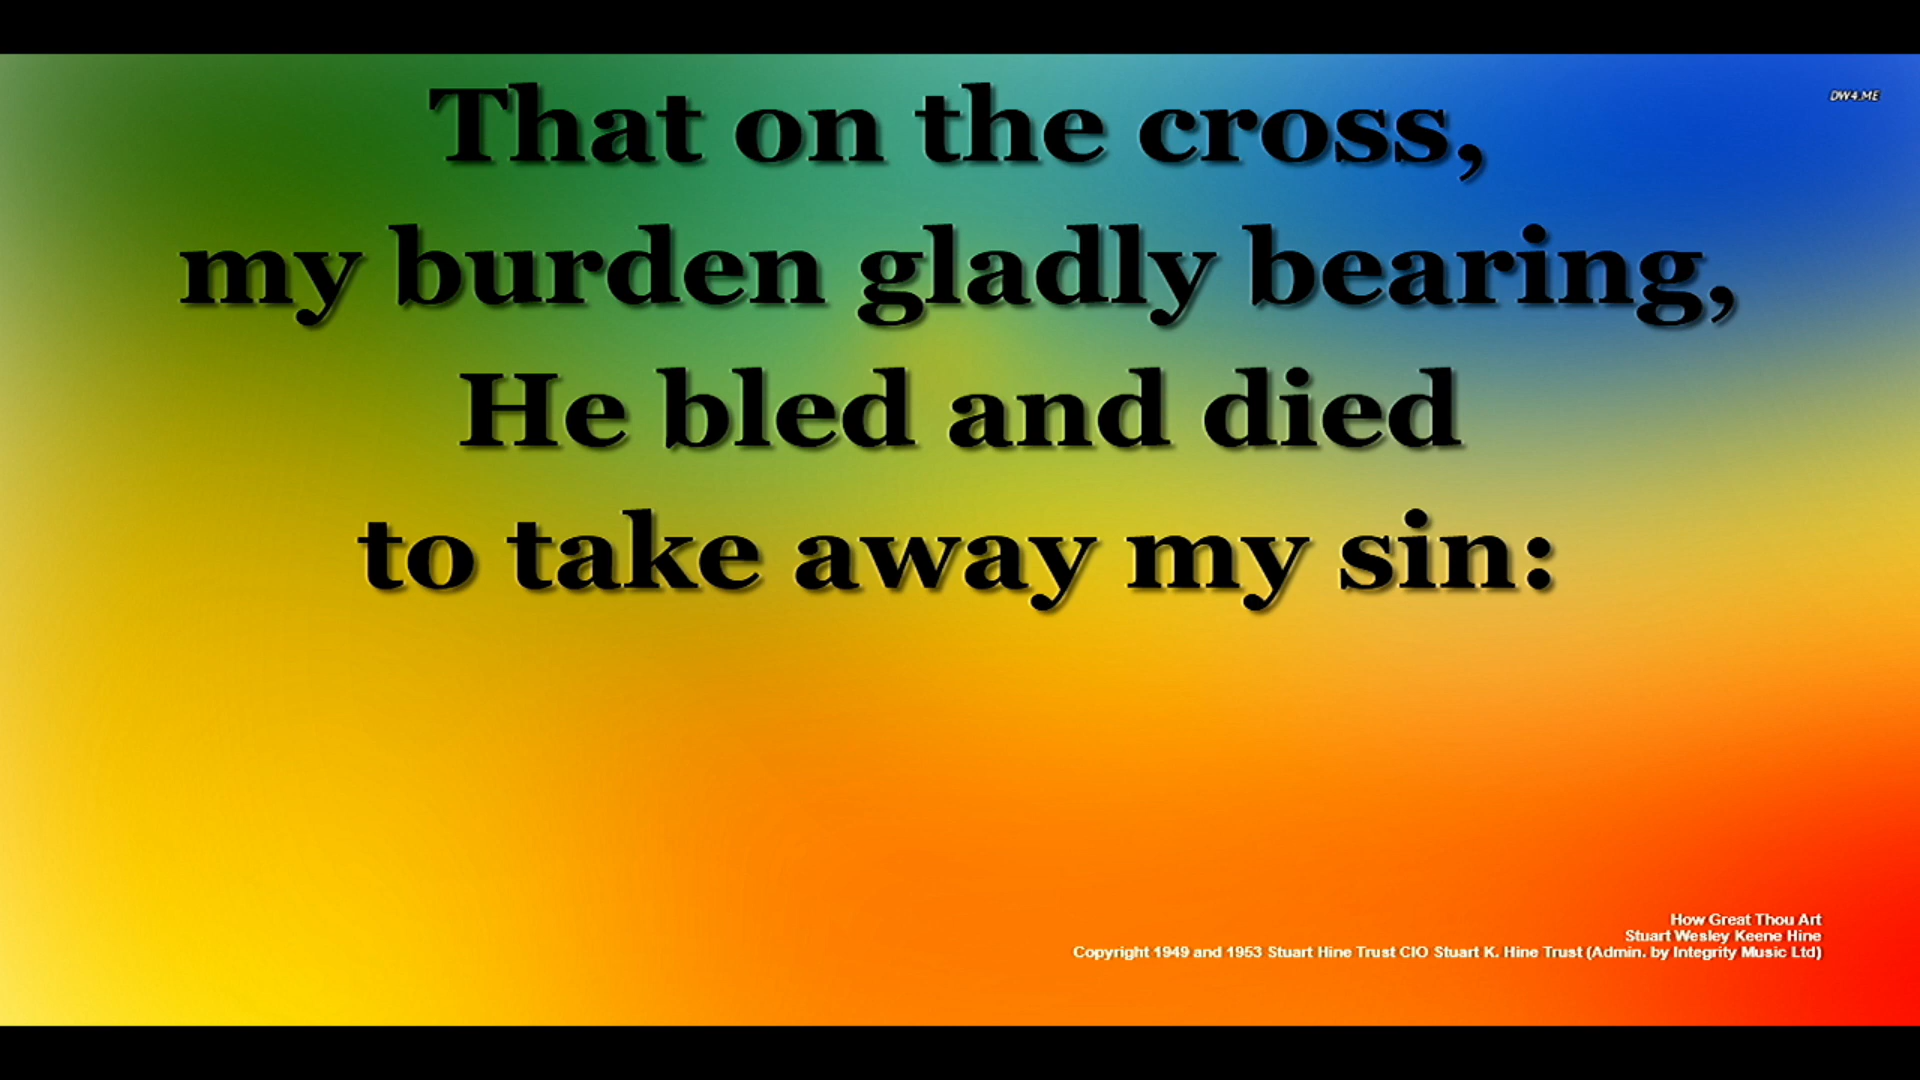 DW4.ME
That on the cross,
my burden gladly bearing,
He bled and died
to take away my sin:
How Great Thou Art
Stuart Wesley Keene Hine
Copyright 1949 and 1953 Stuart Hine Trust CIO Stuart K. Hine Trust (Admin. by Integrity Music Ltd)